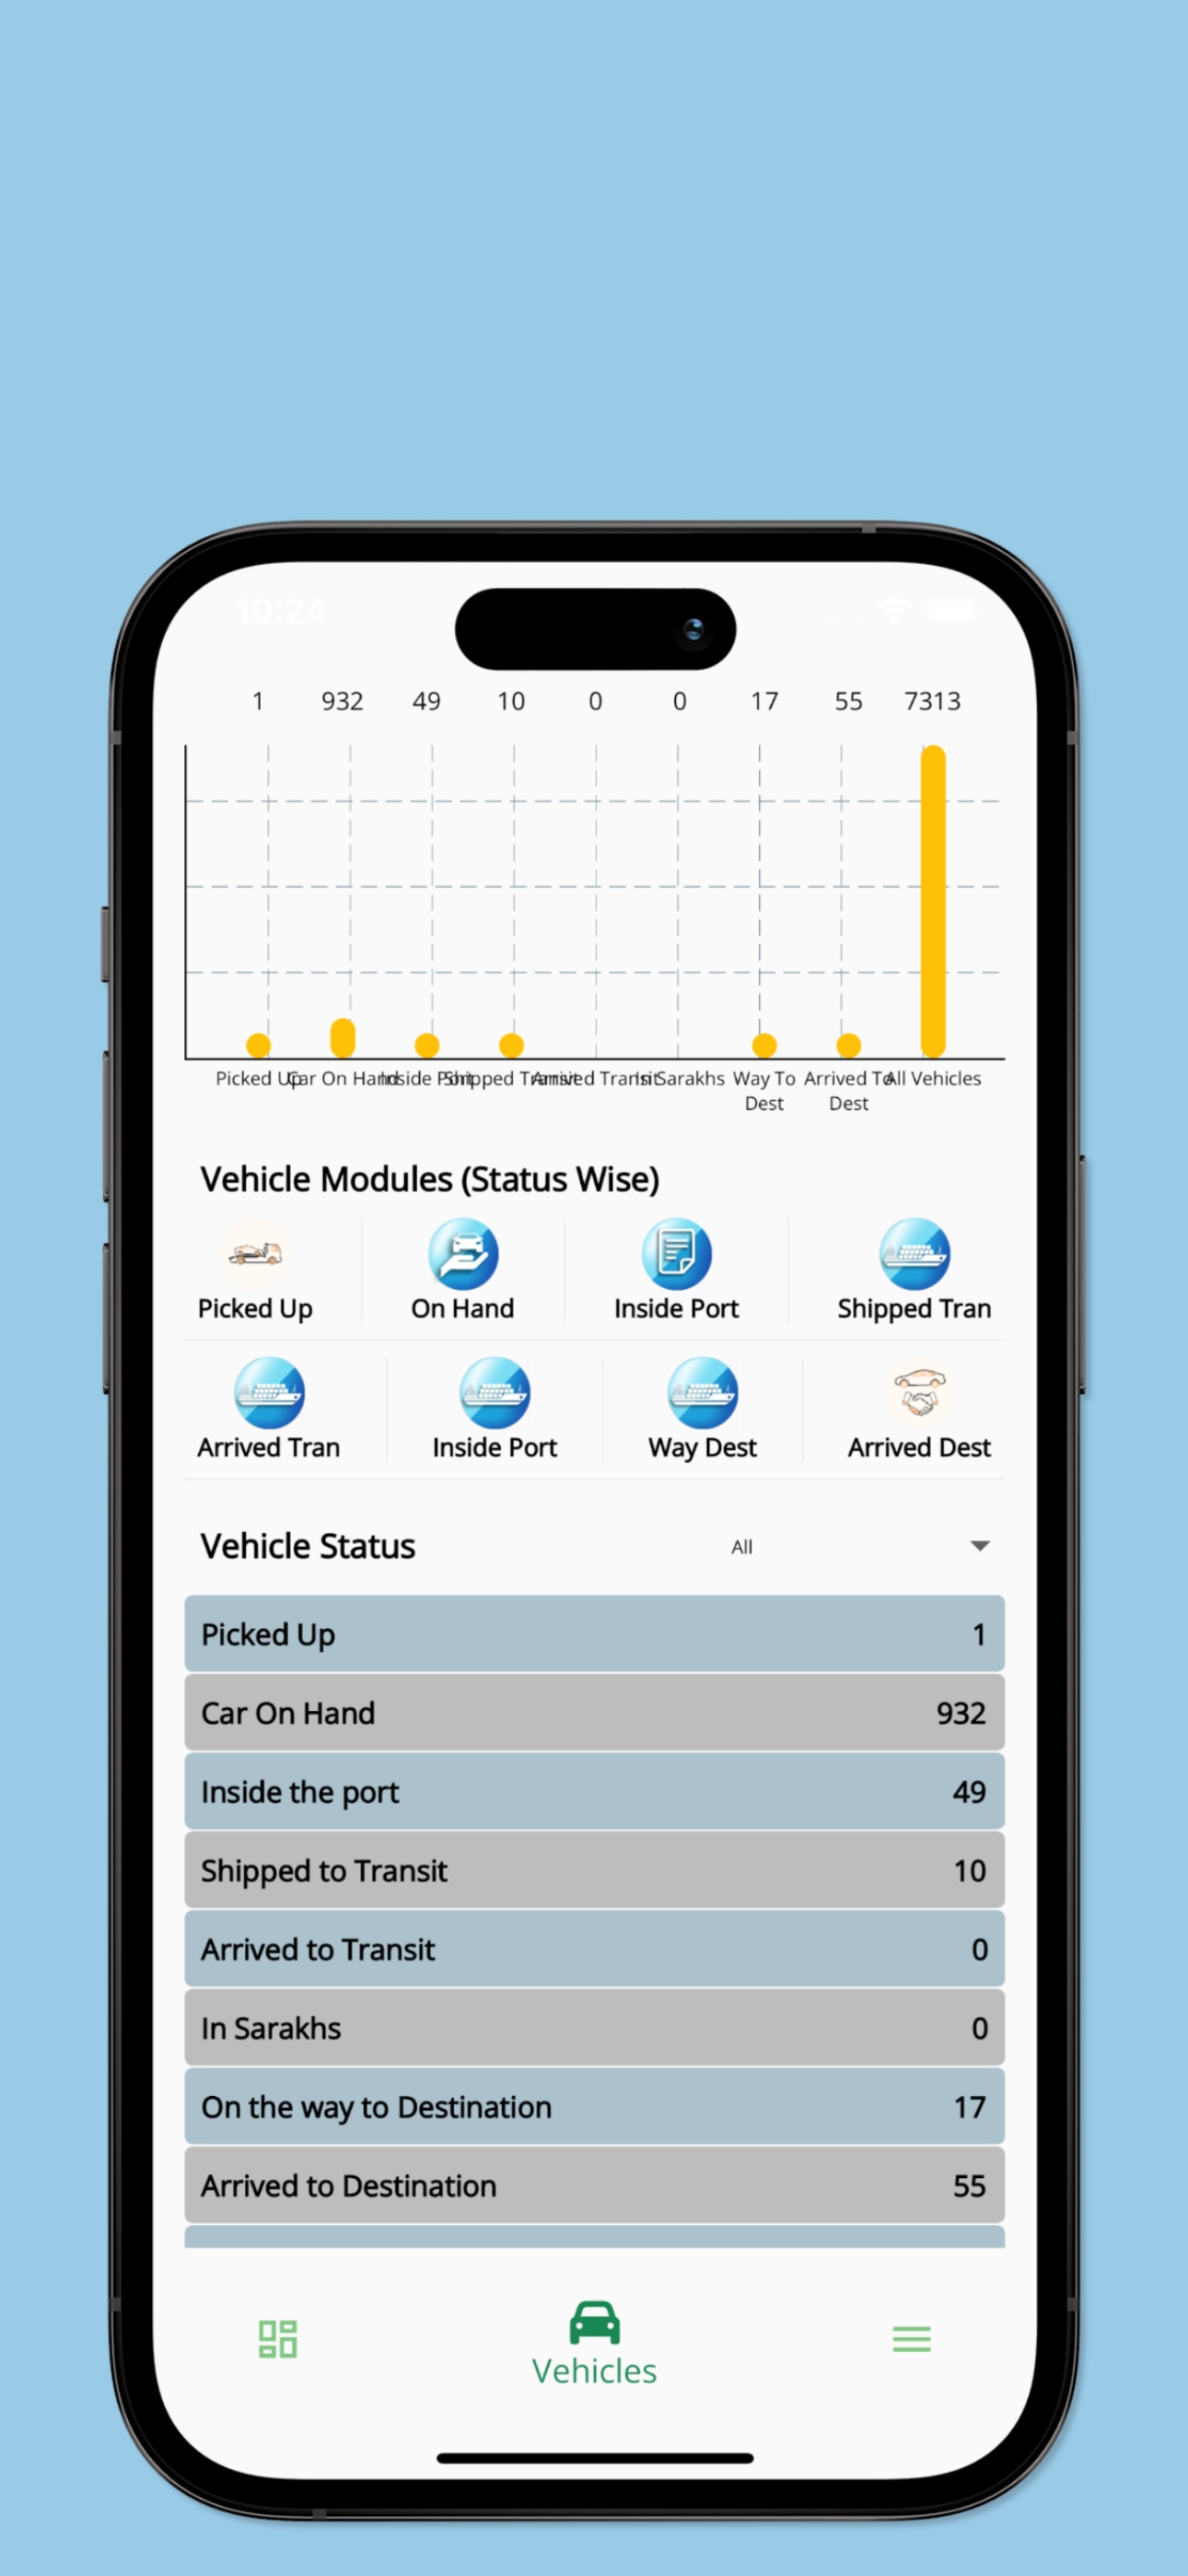 10:24
1 932 49 10 0 0 17 55 7313
Picked Up Car On Hand Inside Port Shipped Transit Arrived Transit In Sarakhs Way To Dest Arrived To Dest All Vehicles
Vehicle Modules (Status Wise)
Picked Up On Hand Inside Port Shipped Tran
Arrived Tran Inside Port Way Dest Arrived Dest
Vehicle Status All
Picked Up 1
Car On Hand 932
Inside the port 49
Shipped to Transit 10
Arrived to Transit 0
In Sarakhs 0
On the way to Destination 17
Arrived to Destination 55
Vehicles